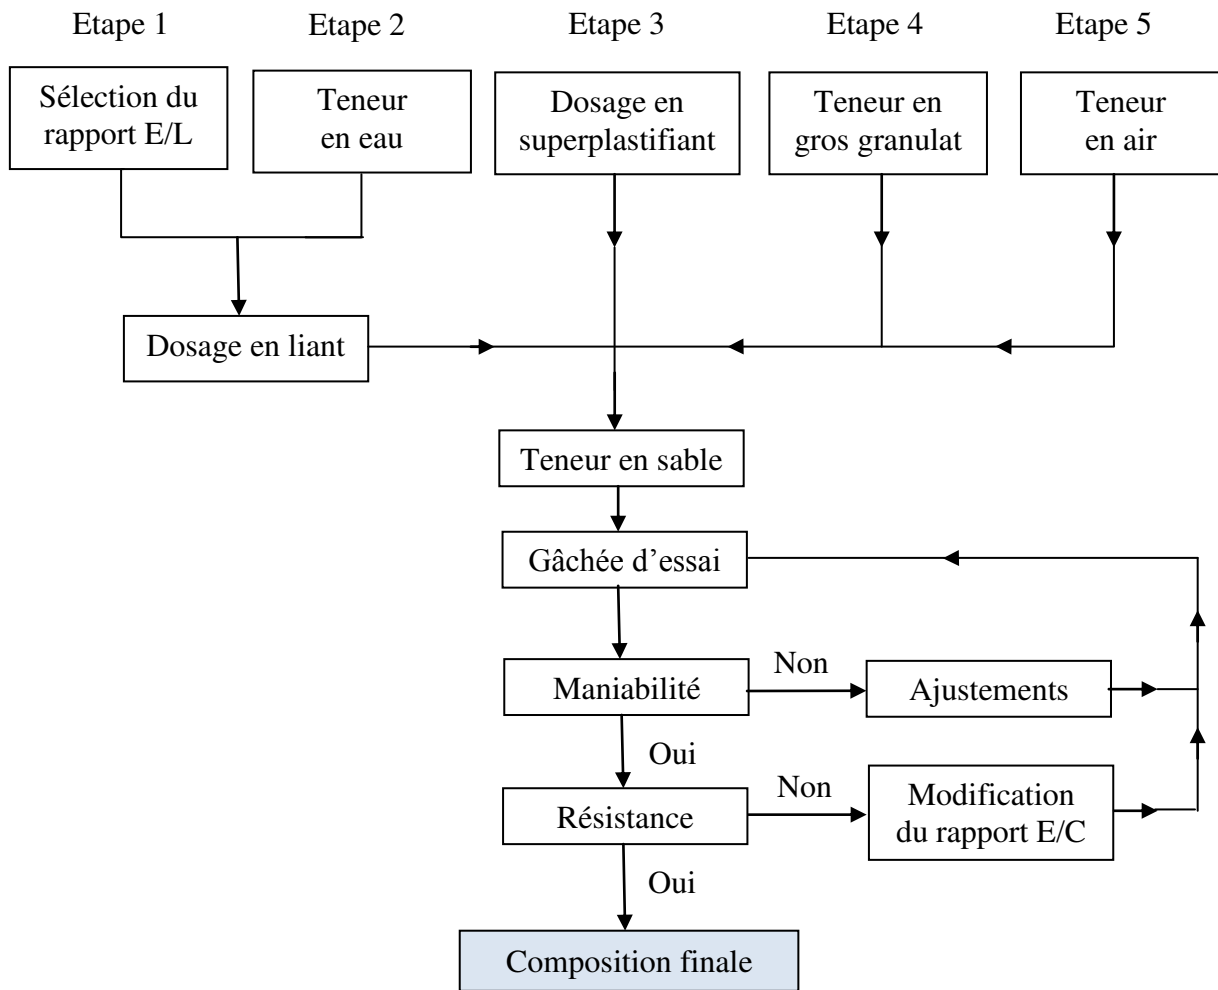 Etape 1
Etape 2
Etape 3
Etape 4
Etape 5
Sélection du
rapport E/L
Teneur
en eau
Dosage en
superplastifiant
Teneur en
gros granulat
Teneur
en air
Dosage en liant
Teneur en sable
Gâchée d’essai
Maniabilité
Non
Ajustements
Oui
Résistance
Non
Modification
du rapport E/C
Oui
Composition finale